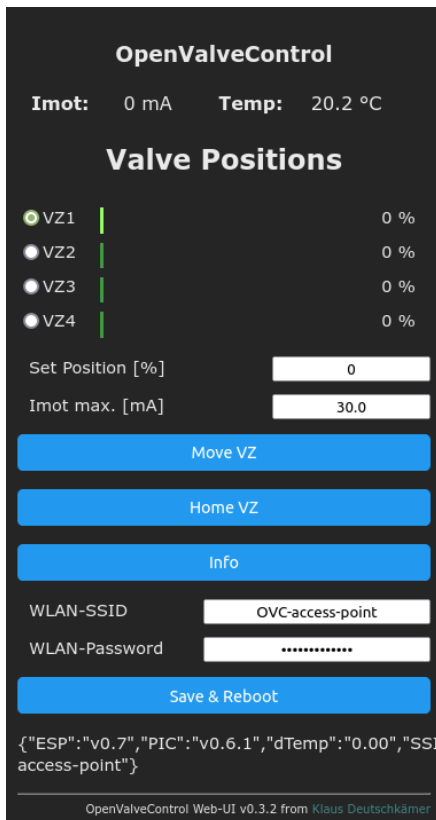 OpenValveControl
Imot: 0 mA Temp: 20.2 °C
Valve Positions
VZ1 0 %
VZ2 0 %
VZ3 0 %
VZ4 0 %
Set Position [%] 0
Imot max. [mA] 30.0
Move VZ
Home VZ
Info
WLAN-SSID OVC-access-point
WLAN-Password •••••••••••••
Save & Reboot
{"ESP":"v0.7","PIC":"v0.6.1","dTemp":"0.00","SSI
access-point"}
OpenValveControl Web-UI v0.3.2 from Klaus Deutschkämer